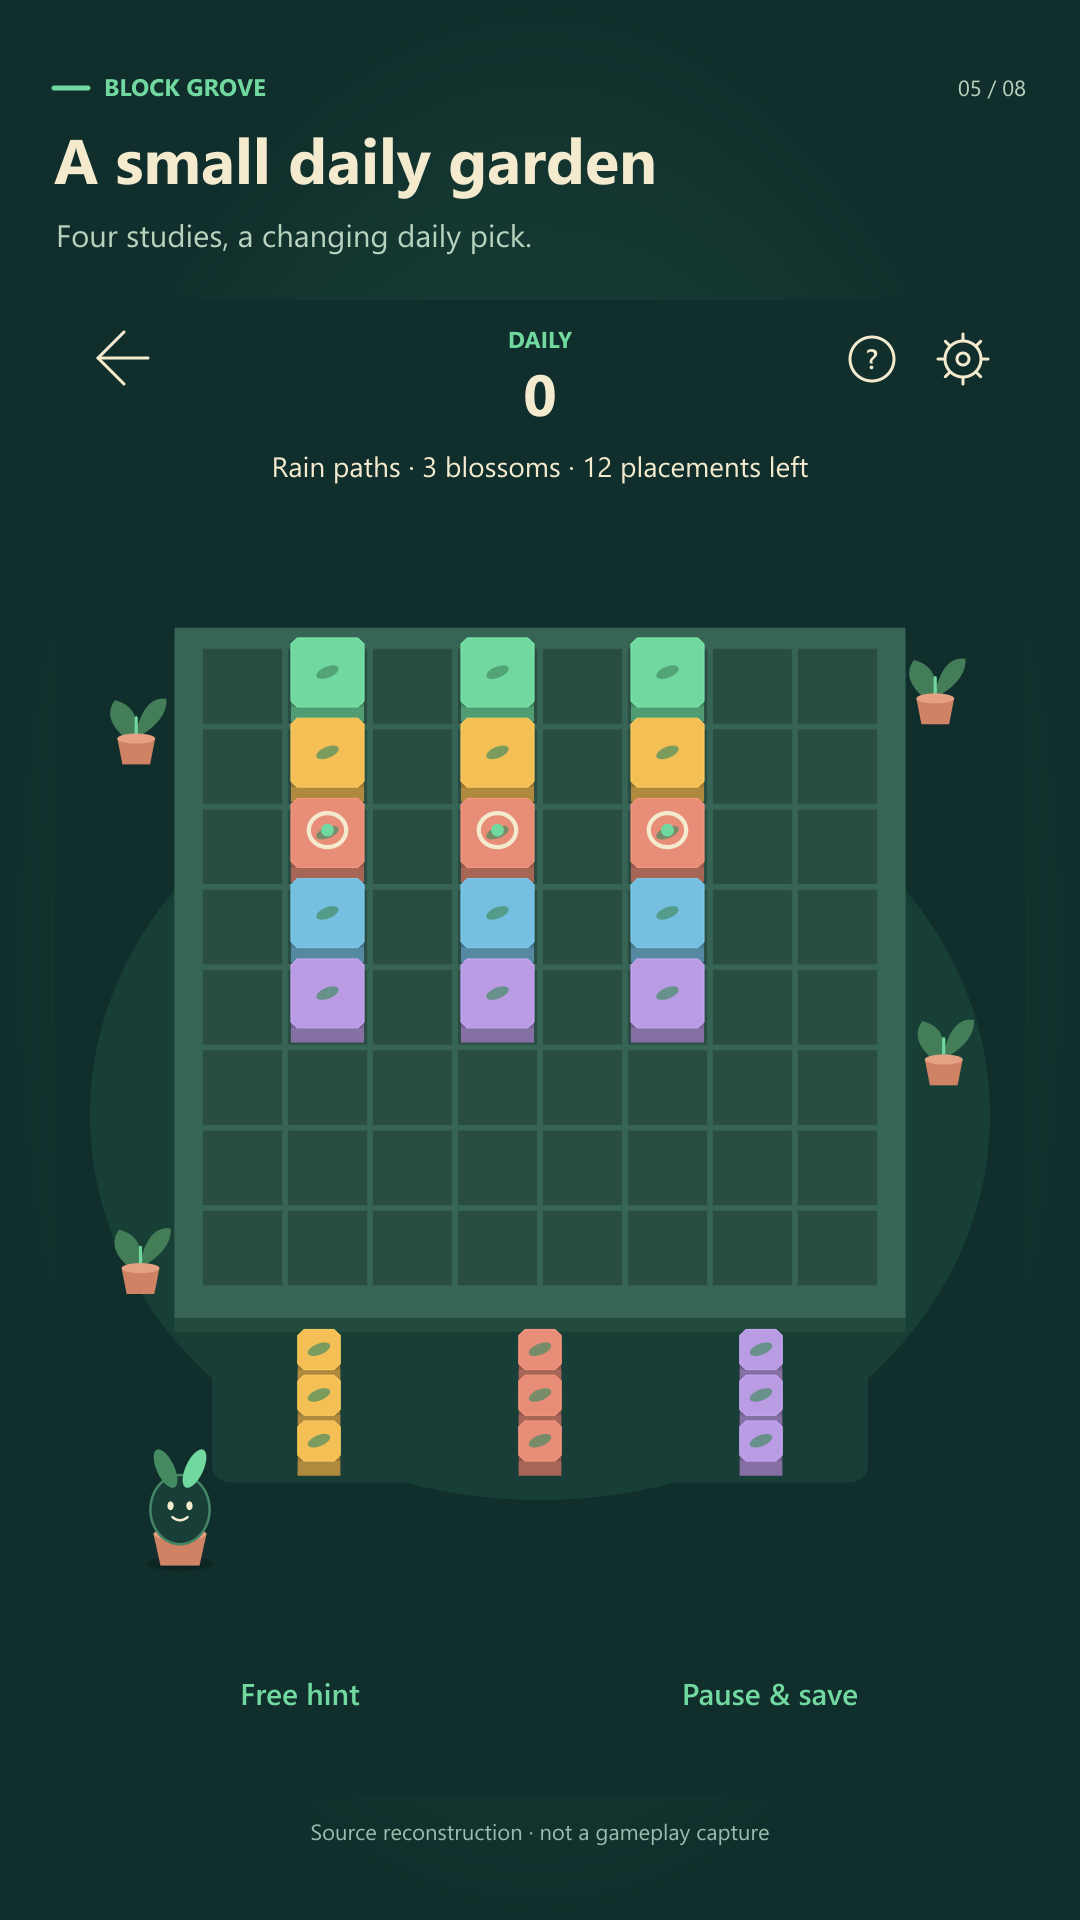 BLOCK GROVE
05 / 08
A small daily garden
Four studies, a changing daily pick.
DAILY
0
?
Rain paths · 3 blossoms · 12 placements left
Free hint
Pause & save
Source reconstruction · not a gameplay capture